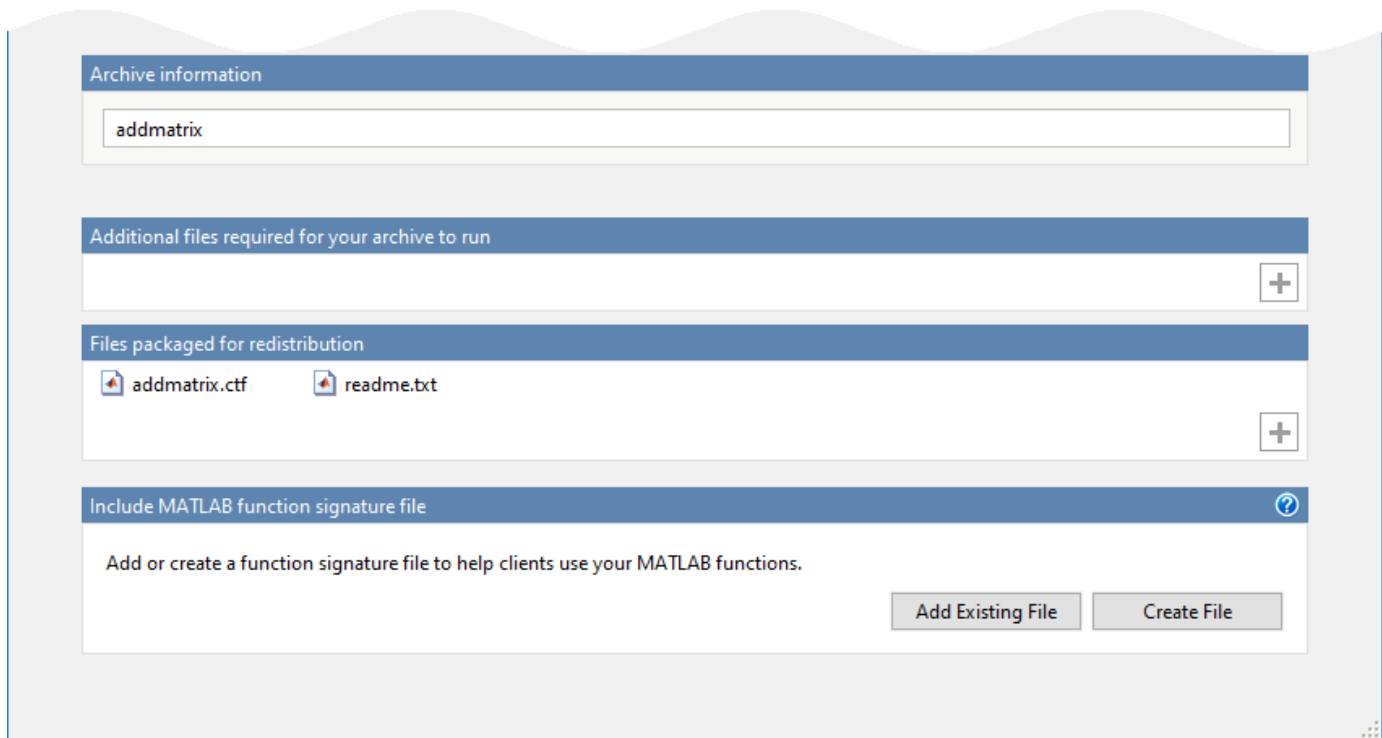 Archive information
addmatrix
Additional files required for your archive to run
Files packaged for redistribution
addmatrix.ctf readme.txt
Include MATLAB function signature file
Add or create a function signature file to help clients use your MATLAB functions.
Add Existing File Create File